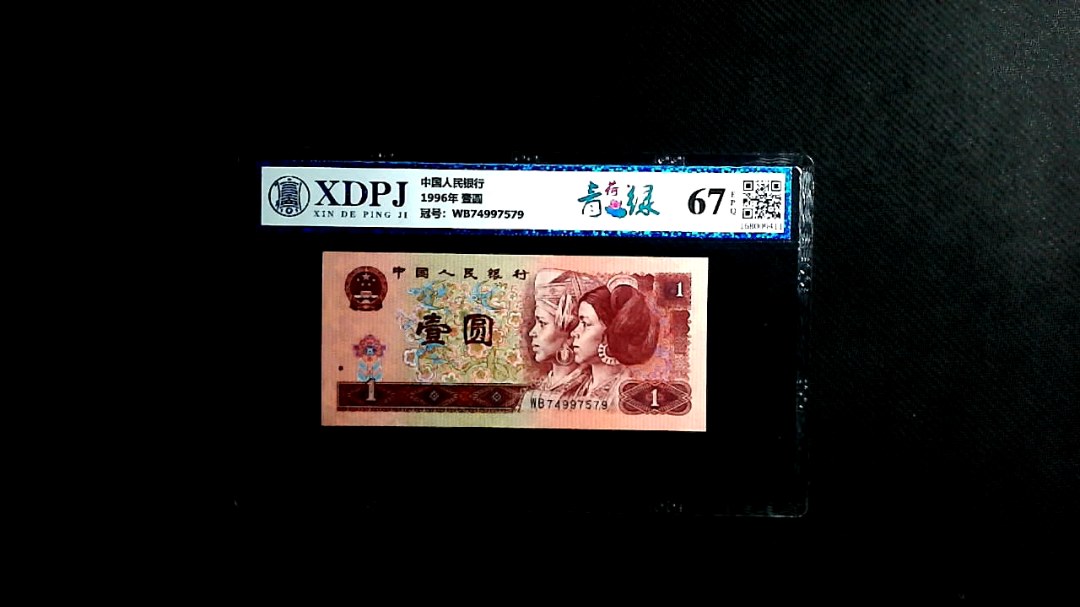 XDPJ
XIN DE PING JI
中国人民银行
1996年 壹圆
冠号：WB74997579
青荷绿
67
EPQ
中国人民银行
壹圆
1
1
WB74997579
1